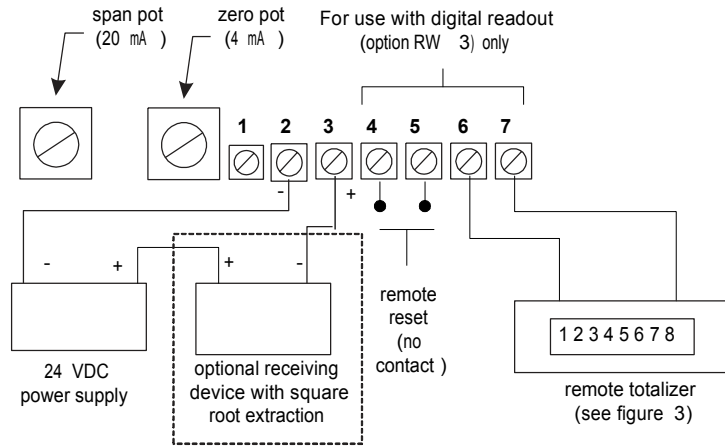 span pot
(20 mA )
zero pot
(4 mA )
For use with digital readout
(option RW 3) only
1 2 3 4 5 6 7
- +
- + + -
24 VDC
power supply
optional receiving
device with square
root extraction
remote
reset
(no
contact )
1 2 3 4 5 6 7 8
remote totalizer
(see figure 3)